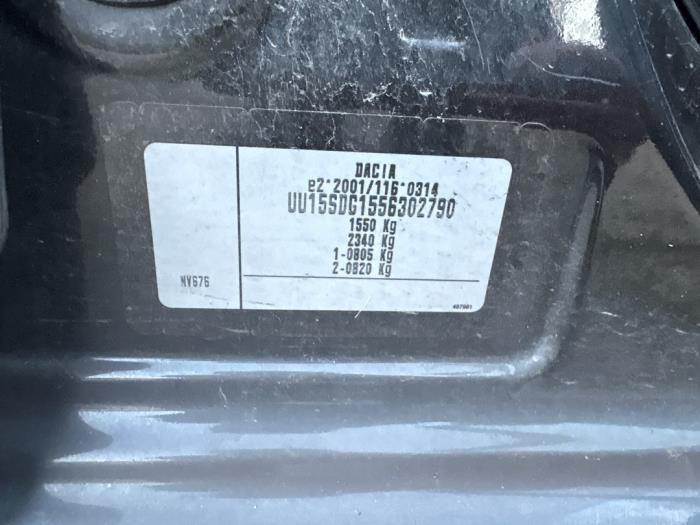 DACIA
e2*2001/116*0314
UU15SDG1556302790
1550 Kg
2340 Kg
1-0805 Kg
2-0820 Kg
NV676